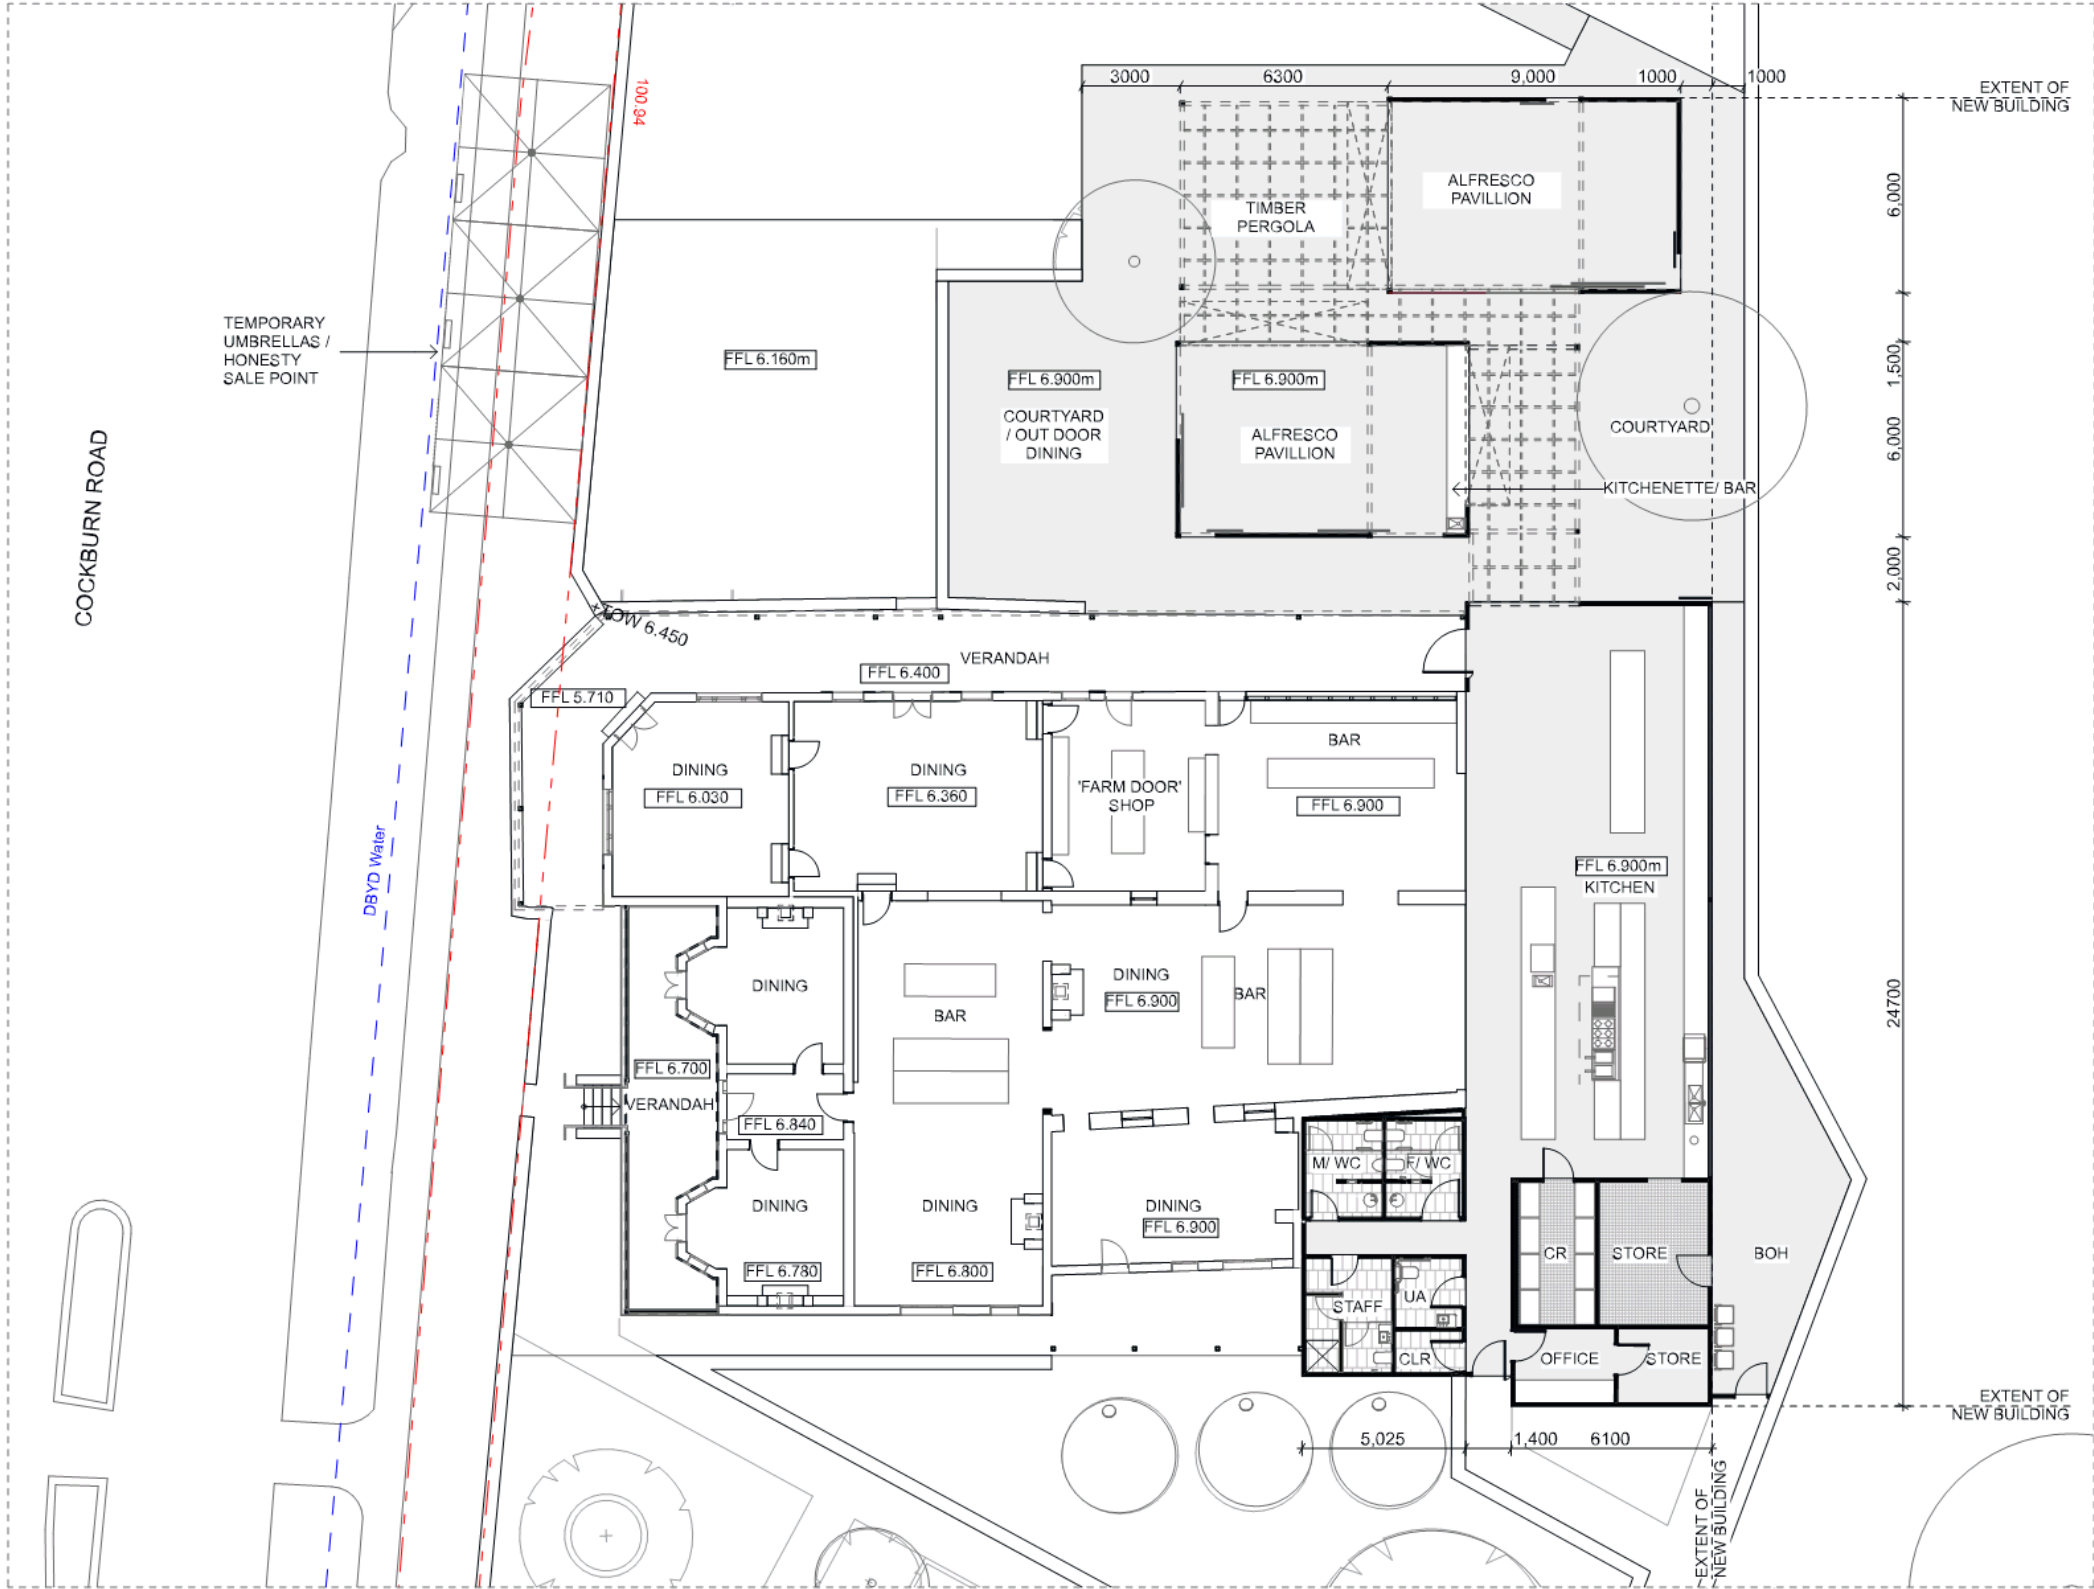 3000
6300
9,000
1000
1000
EXTENT OF
NEW BUILDING
100.94
ALFRESCO
PAVILLION
6,000
TIMBER
PERGOLA
TEMPORARY
UMBRELLAS /
HONESTY
SALE POINT
FFL 6.160m
FFL 6.900m
COURTYARD
/ OUT DOOR
DINING
FFL 6.900m
ALFRESCO
PAVILLION
1,500
COURTYARD
6,000
KITCHENETTE/ BAR
COCKBURN ROAD
2,000
TOW 6.450
VERANDAH
FFL 6.400
FFL 5.710
BAR
DINING
FFL 6.030
DINING
FFL 6.360
'FARM DOOR'
SHOP
FFL 6.900
DBYD Water
FFL 6.900m
KITCHEN
DINING
BAR
DINING
FFL 6.900
BAR
24700
FFL 6.700
VERANDAH
FFL 6.840
M/ WC
F/ WC
DINING
FFL 6.780
DINING
FFL 6.800
DINING
FFL 6.900
CR
STORE
BOH
STAFF
UA
CLR
OFFICE
STORE
EXTENT OF
NEW BUILDING
5,025
1,400
6100
EXTENT OF
NEW BUILDING